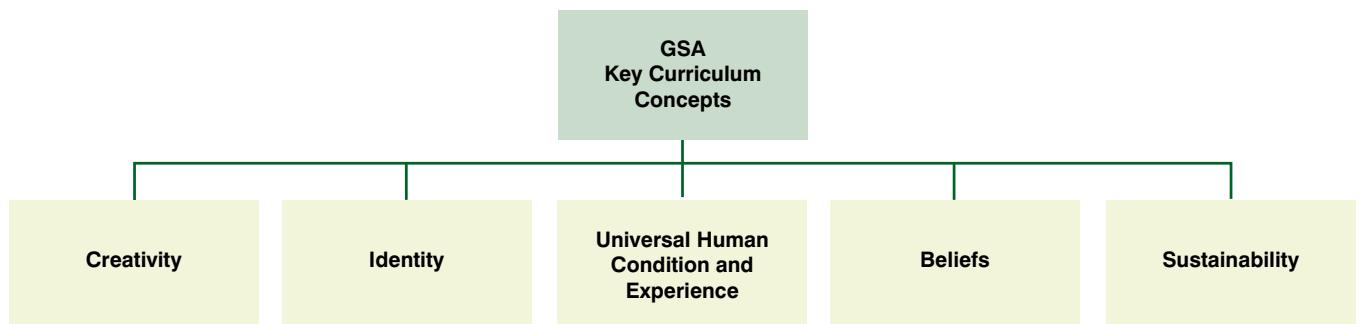 GSA
Key Curriculum
Concepts
Creativity
Identity
Universal Human
Condition and
Experience
Beliefs
Sustainability